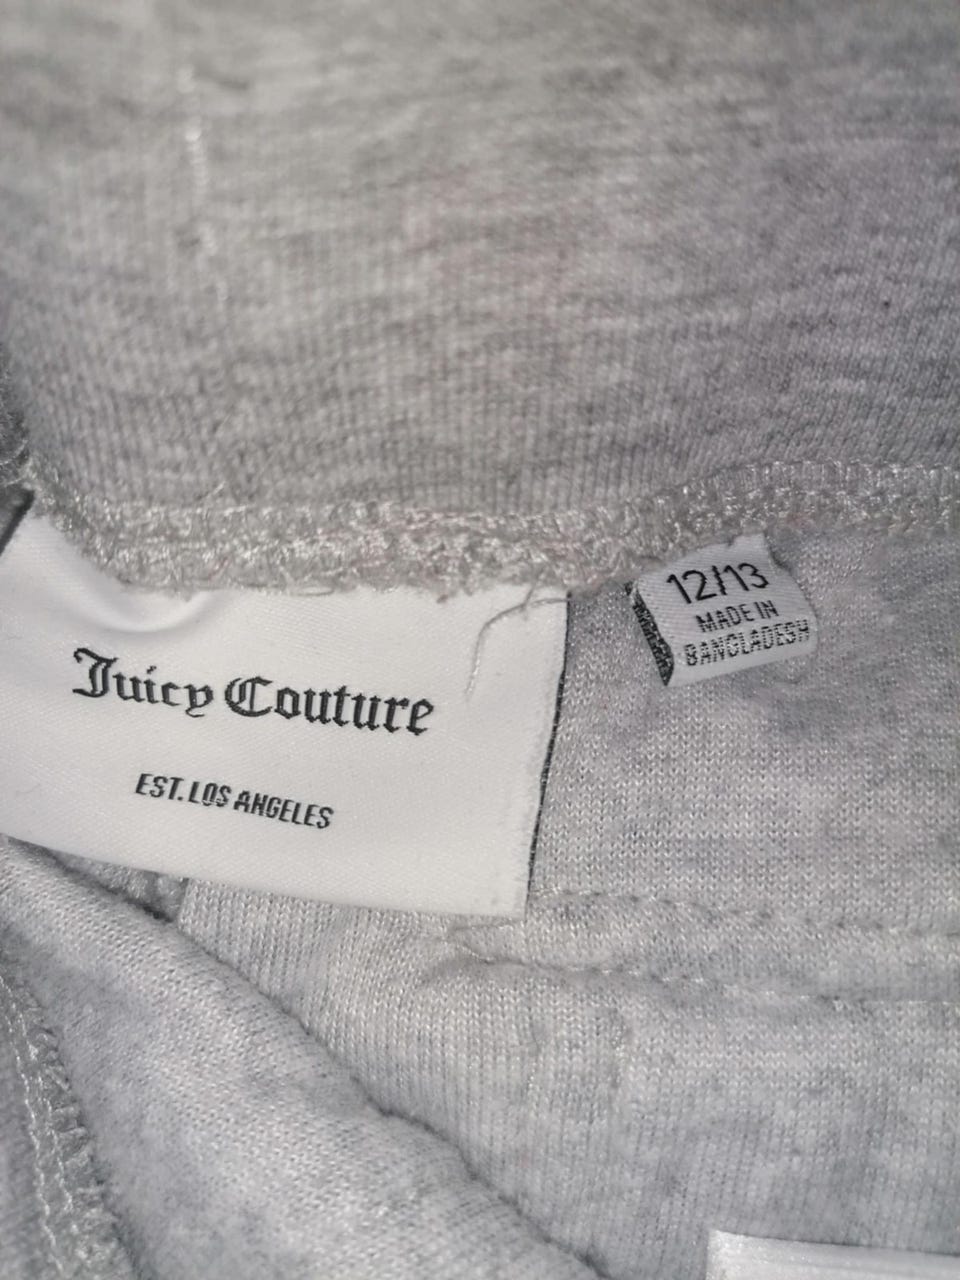 Juicy Couture
EST. LOS ANGELES
12/13
MADE IN
BANGLADESH